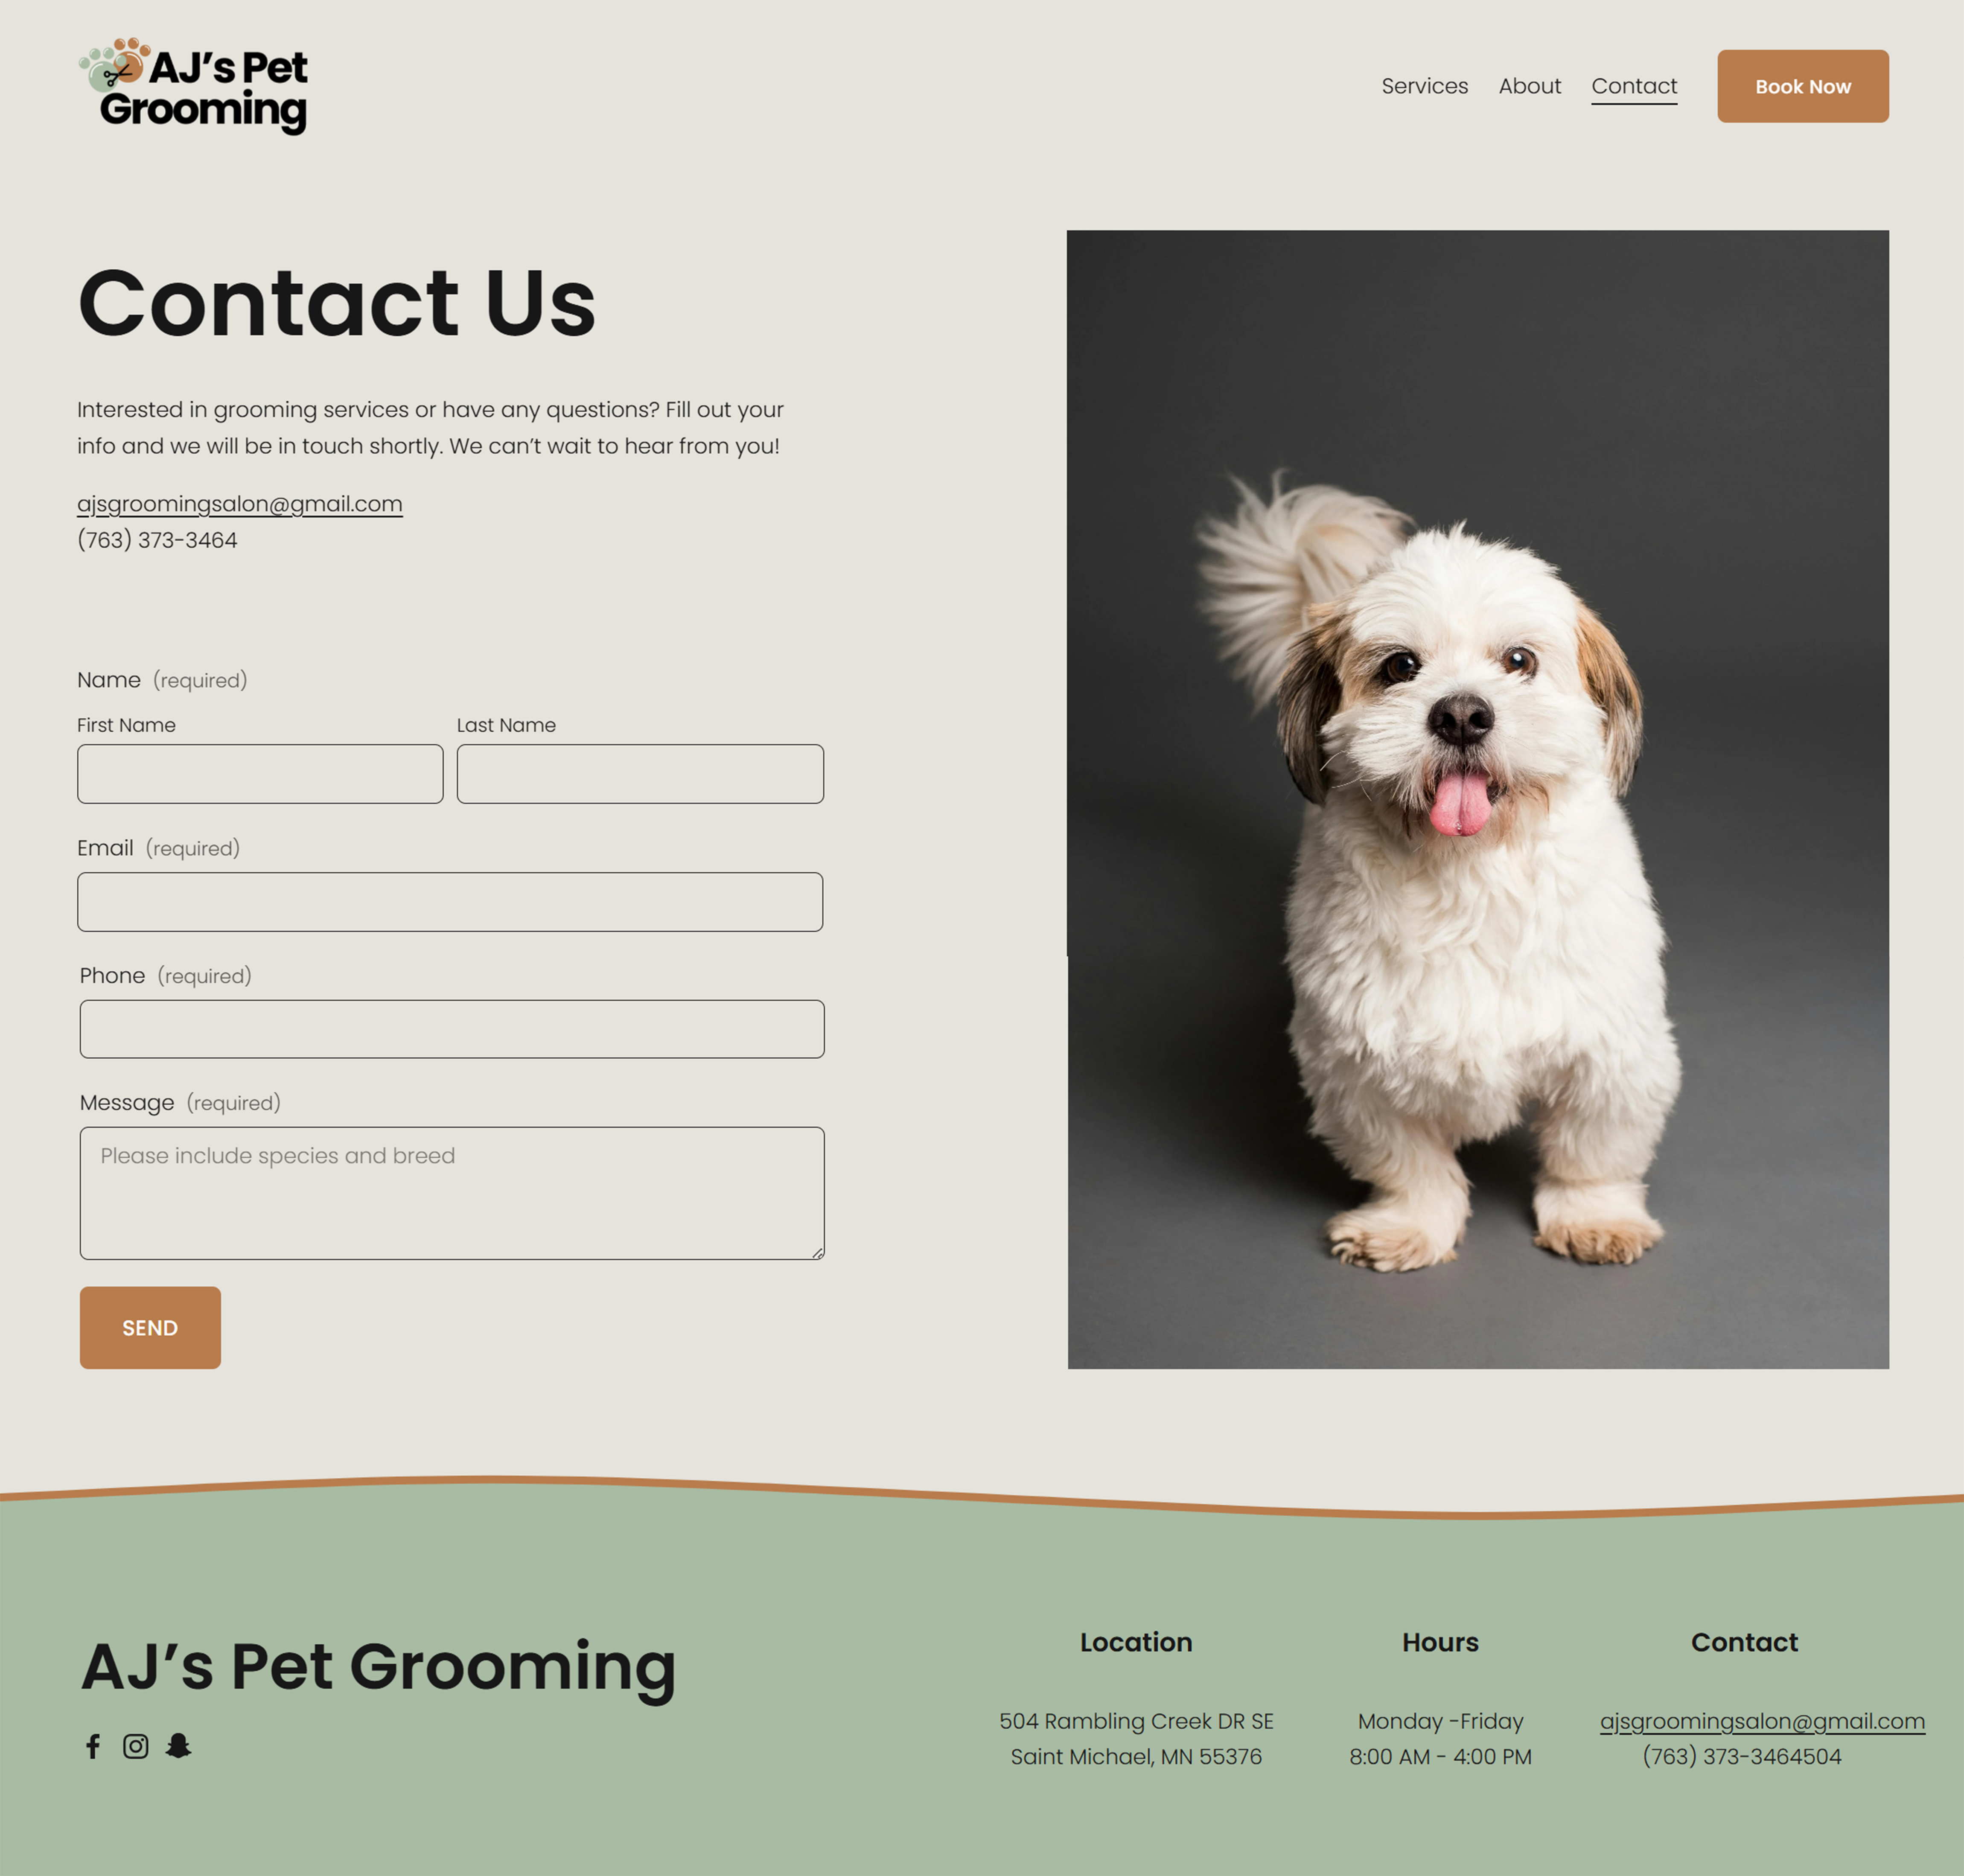 AJ's Pet
Grooming
Services
About
Contact
Book Now
Contact Us
Interested in grooming services or have any questions? Fill out your
info and we will be in touch shortly. We can't wait to hear from you!
ajsgroomingsalon@gmail.com
(763) 373-3464
Name (required)
First Name
Last Name
Email (required)
Phone (required)
Message (required)
Please include species and breed
SEND
AJ's Pet Grooming
Location
504 Rambling Creek DR SE
Saint Michael, MN 55376
Hours
Monday -Friday
8:00 AM - 4:00 PM
Contact
ajsgroomingsalon@gmail.com
(763) 373-3464504